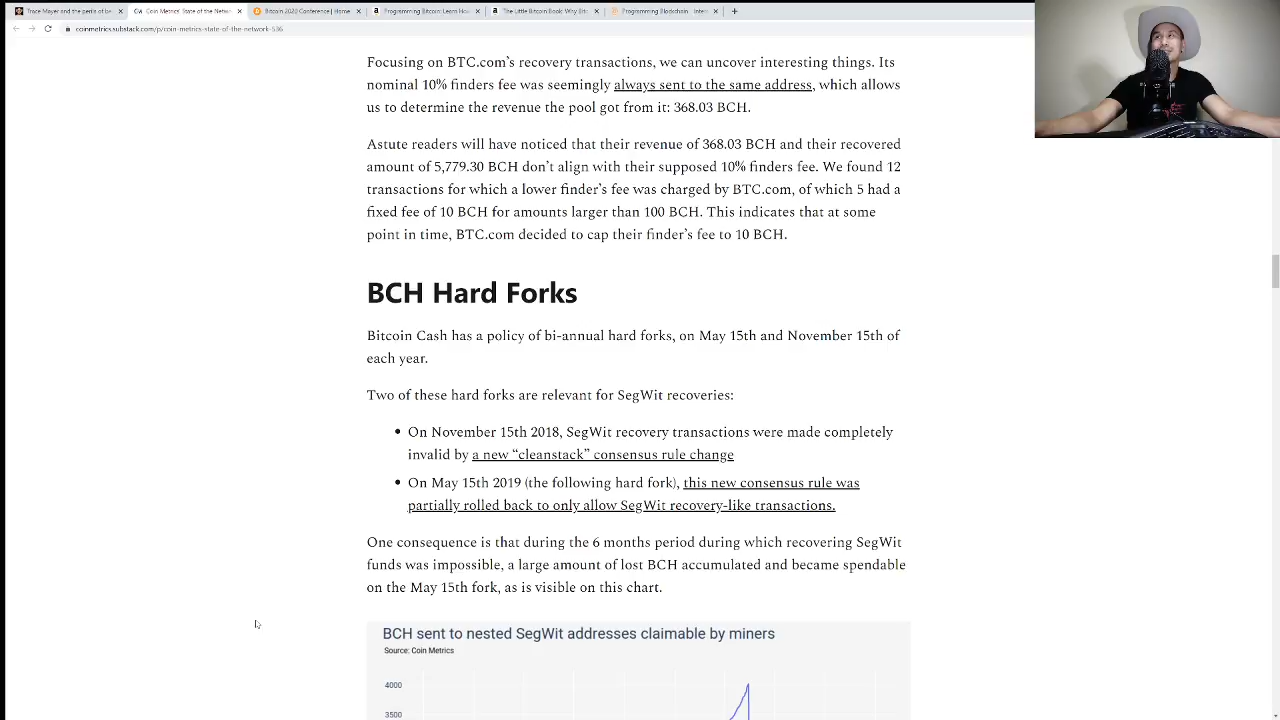 Trace Mayer and the perils of be
Coin Metrics' State of the Netwo
Bitcoin 2020 Conference | Home
Programming Bitcoin: Learn How
The Little Bitcoin Book: Why Bitc
Programming Blockchain - Inten
coinmetrics.substack.com/p/coin-metrics-state-of-the-network-536
Focusing on BTC.com’s recovery transactions, we can uncover interesting things. Its
nominal 10% finders fee was seemingly always sent to the same address, which allows
us to determine the revenue the pool got from it: 368.03 BCH.
Astute readers will have noticed that their revenue of 368.03 BCH and their recovered
amount of 5,779.30 BCH don’t align with their supposed 10% finders fee. We found 12
transactions for which a lower finder’s fee was charged by BTC.com, of which 5 had a
fixed fee of 10 BCH for amounts larger than 100 BCH. This indicates that at some
point in time, BTC.com decided to cap their finder’s fee to 10 BCH.
BCH Hard Forks
Bitcoin Cash has a policy of bi-annual hard forks, on May 15th and November 15th of
each year.
Two of these hard forks are relevant for SegWit recoveries:
• On November 15th 2018, SegWit recovery transactions were made completely
invalid by a new “cleanstack” consensus rule change
• On May 15th 2019 (the following hard fork), this new consensus rule was
partially rolled back to only allow SegWit recovery-like transactions.
One consequence is that during the 6 months period during which recovering SegWit
funds was impossible, a large amount of lost BCH accumulated and became spendable
on the May 15th fork, as is visible on this chart.
BCH sent to nested SegWit addresses claimable by miners
Source: Coin Metrics
4000
3500